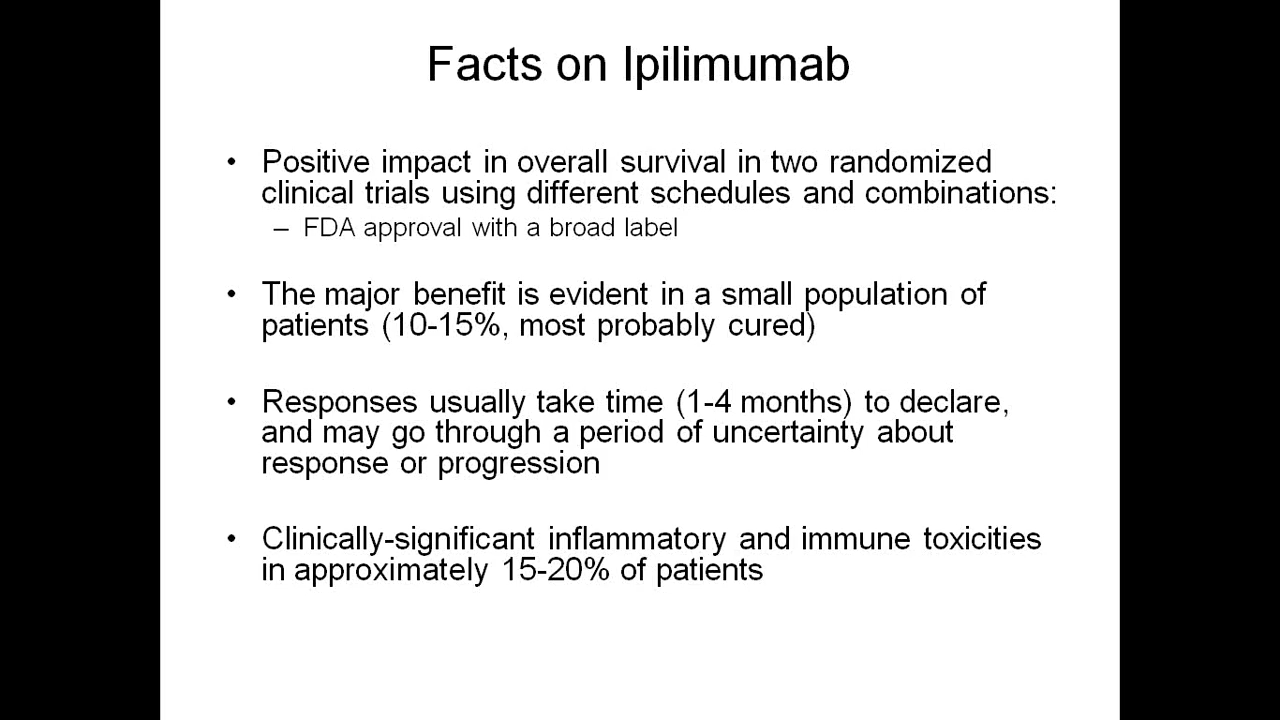 Facts on Ipilimumab
• Positive impact in overall survival in two randomized
clinical trials using different schedules and combinations:
– FDA approval with a broad label
• The major benefit is evident in a small population of
patients (10-15%, most probably cured)
• Responses usually take time (1-4 months) to declare,
and may go through a period of uncertainty about
response or progression
• Clinically-significant inflammatory and immune toxicities
in approximately 15-20% of patients